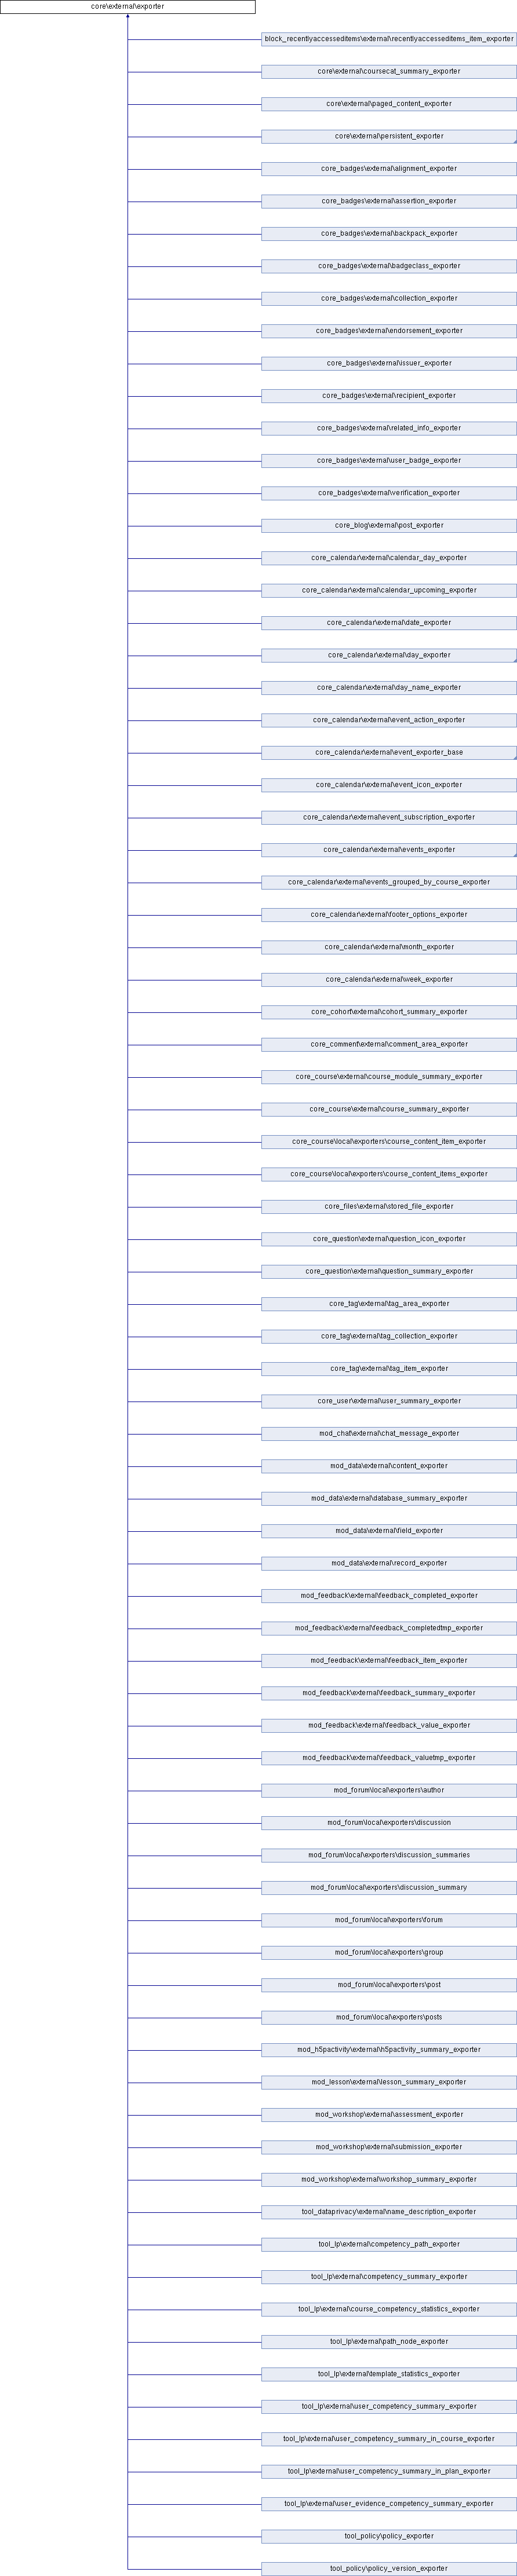 core\external\exporter
block_recentlyaccesseditems\external\recentlyaccesseditems_item_exporter
core\external\coursecat_summary_exporter
core\external\paged_content_exporter
core\external\persistent_exporter
core_badges\external\alignment_exporter
core_badges\external\assertion_exporter
core_badges\external\backpack_exporter
core_badges\external\badgeclass_exporter
core_badges\external\collection_exporter
core_badges\external\endorsement_exporter
core_badges\external\issuer_exporter
core_badges\external\recipient_exporter
core_badges\external\related_info_exporter
core_badges\external\user_badge_exporter
core_badges\external\verification_exporter
core_blog\external\post_exporter
core_calendar\external\calendar_day_exporter
core_calendar\external\calendar_upcoming_exporter
core_calendar\external\date_exporter
core_calendar\external\day_exporter
core_calendar\external\day_name_exporter
core_calendar\external\event_action_exporter
core_calendar\external\event_exporter_base
core_calendar\external\event_icon_exporter
core_calendar\external\event_subscription_exporter
core_calendar\external\events_exporter
core_calendar\external\events_grouped_by_course_exporter
core_calendar\external\footer_options_exporter
core_calendar\external\month_exporter
core_calendar\external\week_exporter
core_cohort\external\cohort_summary_exporter
core_comment\external\comment_area_exporter
core_course\external\course_module_summary_exporter
core_course\external\course_summary_exporter
core_course\local\exporters\course_content_item_exporter
core_course\local\exporters\course_content_items_exporter
core_files\external\stored_file_exporter
core_question\external\question_icon_exporter
core_question\external\question_summary_exporter
core_tag\external\tag_area_exporter
core_tag\external\tag_collection_exporter
core_tag\external\tag_item_exporter
core_user\external\user_summary_exporter
mod_chat\external\chat_message_exporter
mod_data\external\content_exporter
mod_data\external\database_summary_exporter
mod_data\external\field_exporter
mod_data\external\record_exporter
mod_feedback\external\feedback_completed_exporter
mod_feedback\external\feedback_completedtmp_exporter
mod_feedback\external\feedback_item_exporter
mod_feedback\external\feedback_summary_exporter
mod_feedback\external\feedback_value_exporter
mod_feedback\external\feedback_valuetmp_exporter
mod_forum\local\exporters\author
mod_forum\local\exporters\discussion
mod_forum\local\exporters\discussion_summaries
mod_forum\local\exporters\discussion_summary
mod_forum\local\exporters\forum
mod_forum\local\exporters\group
mod_forum\local\exporters\post
mod_forum\local\exporters\posts
mod_h5pactivity\external\h5pactivity_summary_exporter
mod_lesson\external\lesson_summary_exporter
mod_workshop\external\assessment_exporter
mod_workshop\external\submission_exporter
mod_workshop\external\workshop_summary_exporter
tool_dataprivacy\external\name_description_exporter
tool_lp\external\competency_path_exporter
tool_lp\external\competency_summary_exporter
tool_lp\external\course_competency_statistics_exporter
tool_lp\external\path_node_exporter
tool_lp\external\template_statistics_exporter
tool_lp\external\user_competency_summary_exporter
tool_lp\external\user_competency_summary_in_course_exporter
tool_lp\external\user_competency_summary_in_plan_exporter
tool_lp\external\user_evidence_competency_summary_exporter
tool_policy\policy_exporter
tool_policy\policy_version_exporter